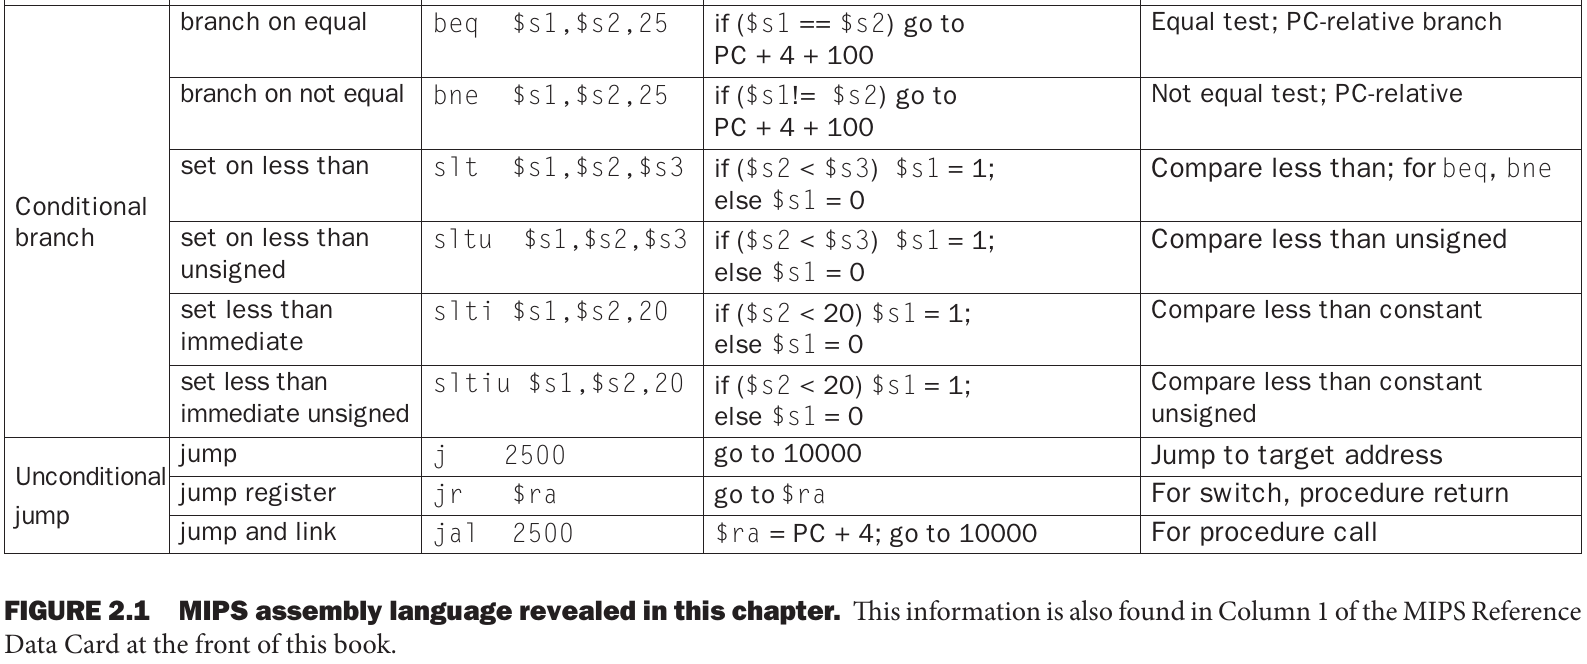 Conditional
branch
branch on equal
beq $s1,$s2,25
if ($s1 == $s2) go to
PC + 4 + 100
Equal test; PC-relative branch
branch on not equal
bne $s1,$s2,25
if ($s1!= $s2) go to
PC + 4 + 100
Not equal test; PC-relative
set on less than
slt $s1,$s2,$s3
if ($s2 < $s3) $s1 = 1;
else $s1 = 0
Compare less than; for beq, bne
set on less than
unsigned
sltu $s1,$s2,$s3
if ($s2 < $s3) $s1 = 1;
else $s1 = 0
Compare less than unsigned
set less than
immediate
slti $s1,$s2,20
if ($s2 < 20) $s1 = 1;
else $s1 = 0
Compare less than constant
set less than
immediate unsigned
sltiu $s1,$s2,20
if ($s2 < 20) $s1 = 1;
else $s1 = 0
Compare less than constant
unsigned
Unconditional
jump
jump
j 2500
go to 10000
Jump to target address
jump register
jr $ra
go to $ra
For switch, procedure return
jump and link
jal 2500
$ra = PC + 4; go to 10000
For procedure call
FIGURE 2.1 MIPS assembly language revealed in this chapter. This information is also found in Column 1 of the MIPS Reference
Data Card at the front of this book.